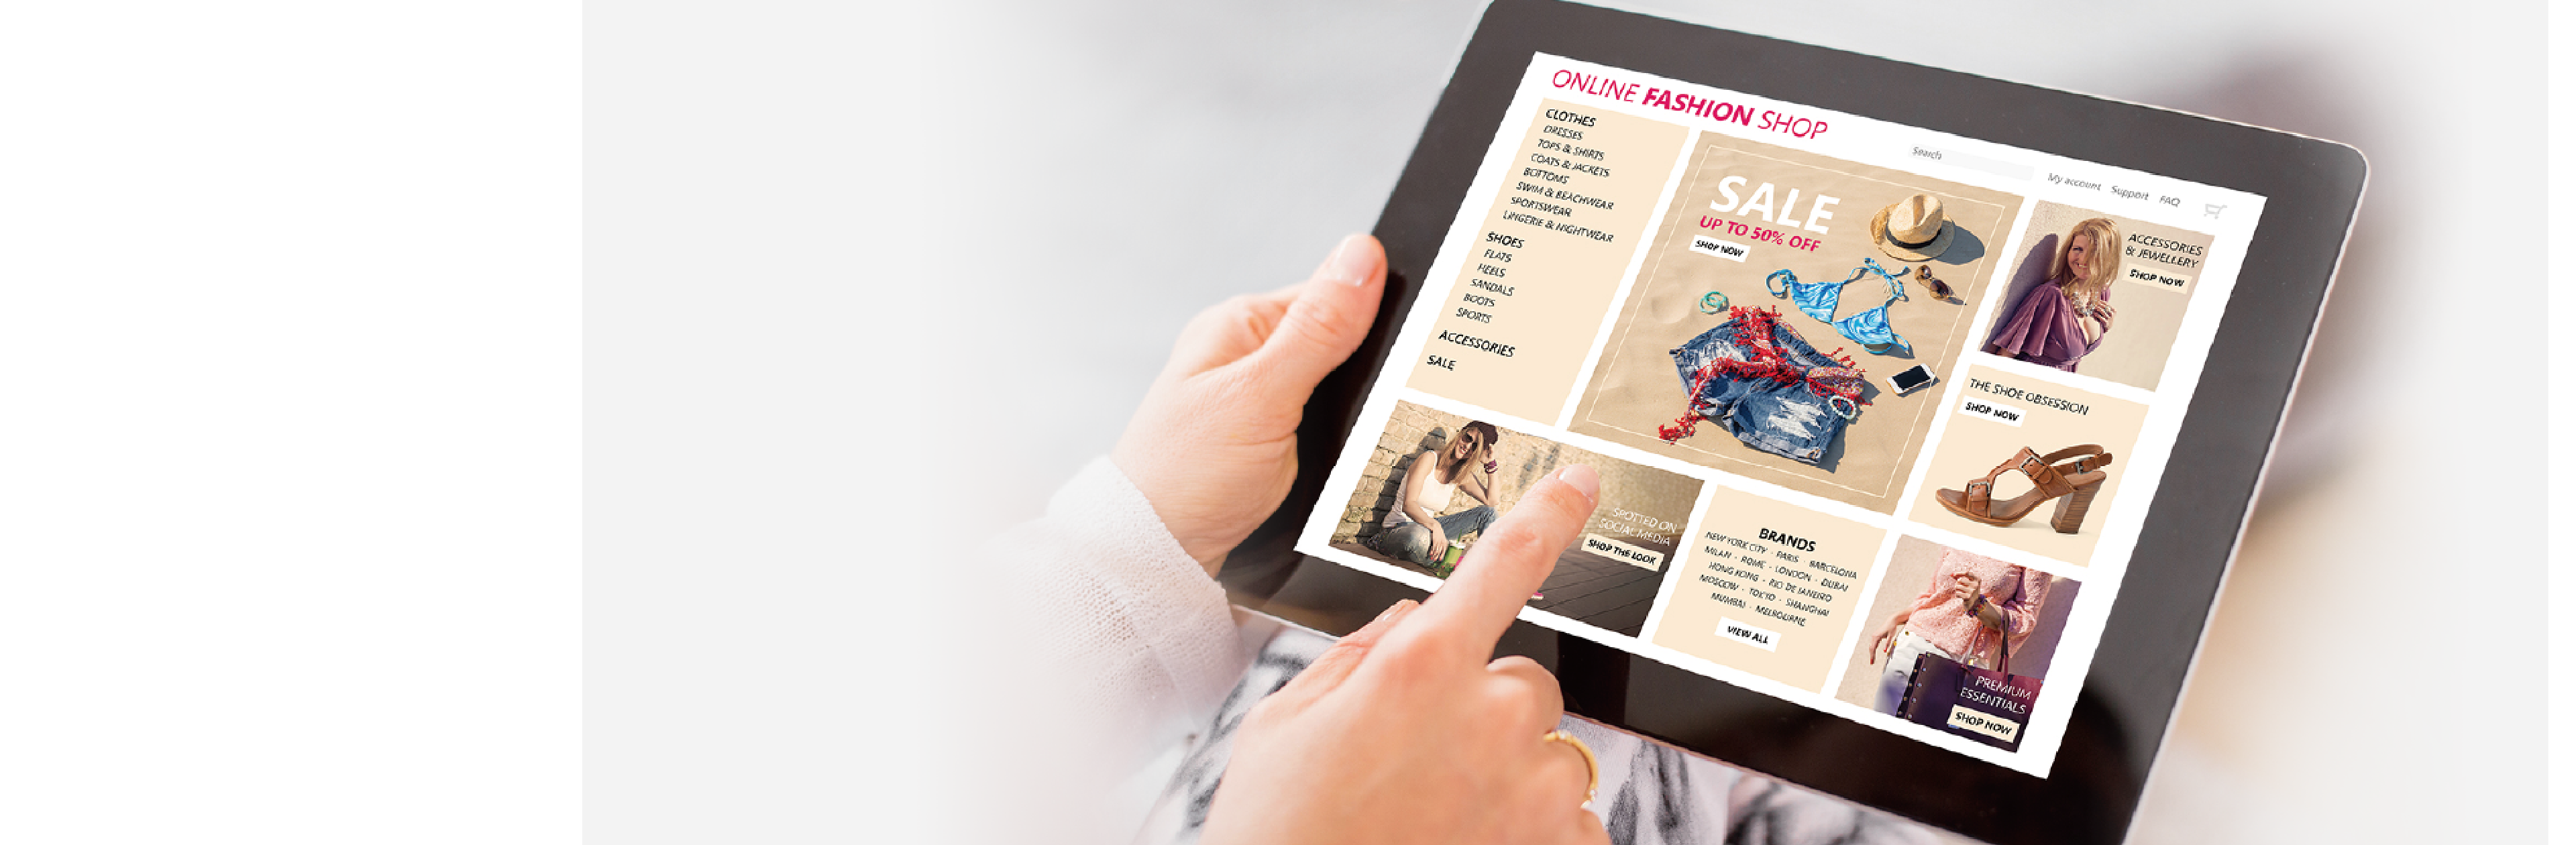 ONLINE FASHION SHOP
Search
My account Support FAQ
CLOTHES
DRESSES
TOPS & SHIRTS
COATS & JACKETS
BOTTOMS
SWIM & BEACHWEAR
SPORTSWEAR
LINGERIE & NIGHTWEAR
SHOES
FLATS
HEELS
SANDALS
BOOTS
SPORTS
ACCESSORIES
SALE
SALE
UP TO 50% OFF
SHOP NOW
ACCESSORIES
& JEWELLERY
SHOP NOW
THE SHOE OBSESSION
SHOP NOW
SPOTTED ON
SOCIAL MEDIA
SHOP THE LOOK
BRANDS
NEW YORK CITY · PARIS · BARCELONA
MILAN · ROME · LONDON · DUBAI
HONG KONG · RIO DE JANEIRO
MOSCOW · TOKYO · SHANGHAI
MUMBAI · MELBOURNE
VIEW ALL
PREMIUM
ESSENTIALS
SHOP NOW